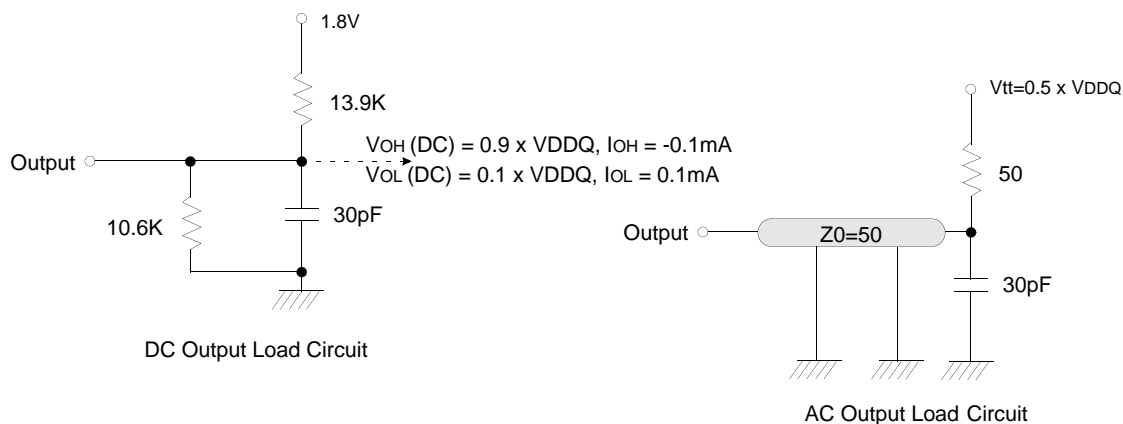 1.8V
13.9K
VOH (DC) = 0.9 x VDDQ, IOH = -0.1mA
Output
VOL (DC) = 0.1 x VDDQ, IOL = 0.1mA
10.6K
30pF
DC Output Load Circuit
Vtt=0.5 x VDDQ
50
Output
Z0=50
30pF
AC Output Load Circuit